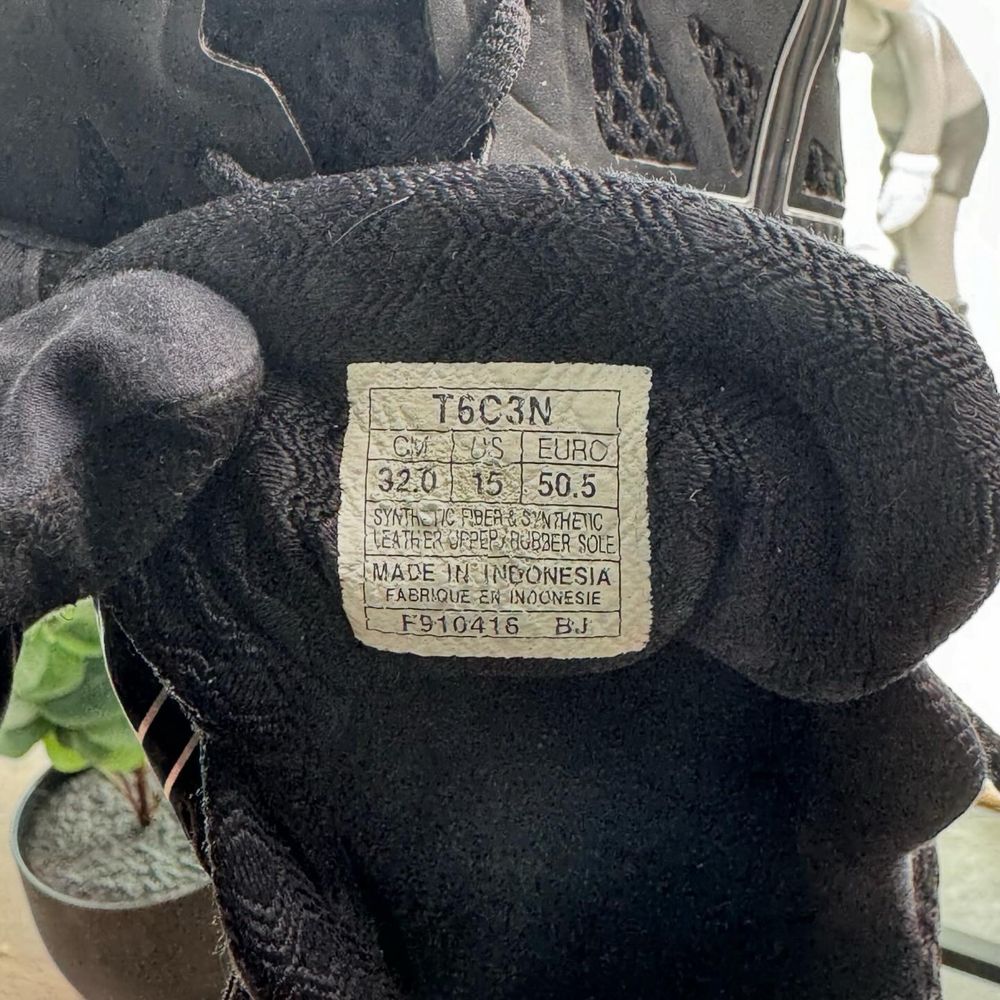 T6C3N
CM US EURO
32.0 15 50.5
SYNTHETIC FIBER & SYNTHETIC
LEATHER UPPER / RUBBER SOLE
MADE IN INDONESIA
FABRIQUE EN INDONESIE
F910416 BJ